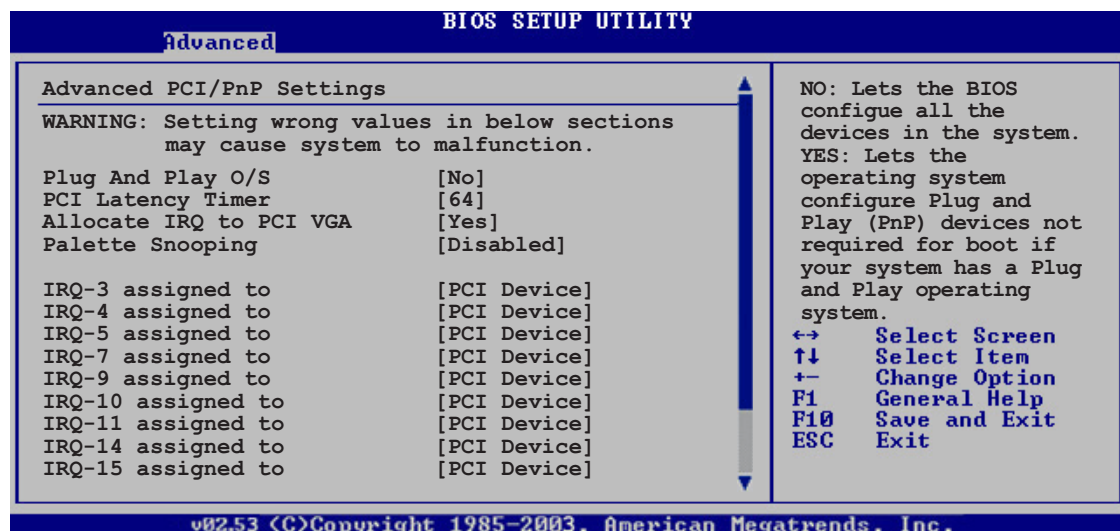 BIOS SETUP UTILITY
Advanced
Advanced PCI/PnP Settings
WARNING: Setting wrong values in below sections
may cause system to malfunction.
Plug And Play O/S [No]
PCI Latency Timer [64]
Allocate IRQ to PCI VGA [Yes]
Palette Snooping [Disabled]
IRQ-3 assigned to [PCI Device]
IRQ-4 assigned to [PCI Device]
IRQ-5 assigned to [PCI Device]
IRQ-7 assigned to [PCI Device]
IRQ-9 assigned to [PCI Device]
IRQ-10 assigned to [PCI Device]
IRQ-11 assigned to [PCI Device]
IRQ-14 assigned to [PCI Device]
IRQ-15 assigned to [PCI Device]
NO: Lets the BIOS
configue all the
devices in the system.
YES: Lets the
operating system
configure Plug and
Play (PnP) devices not
required for boot if
your system has a Plug
and Play operating
system.
←→ Select Screen
↑↓ Select Item
+- Change Option
F1 General Help
F10 Save and Exit
ESC Exit
v02.53 (C)Copyright 1985-2003, American Megatrends, Inc.